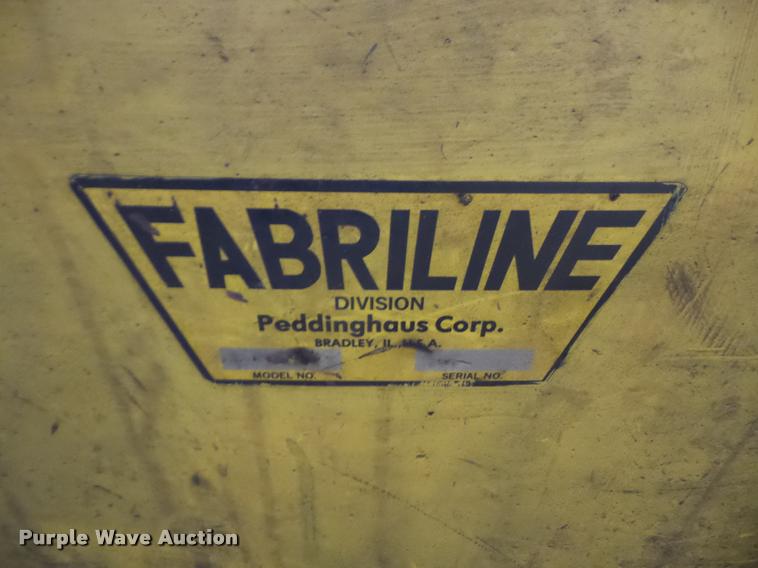 FABRILINE
DIVISION
Peddinghaus Corp.
BRADLEY, IL., U.S.A.
MODEL NO. SERIAL NO.
Purple Wave Auction